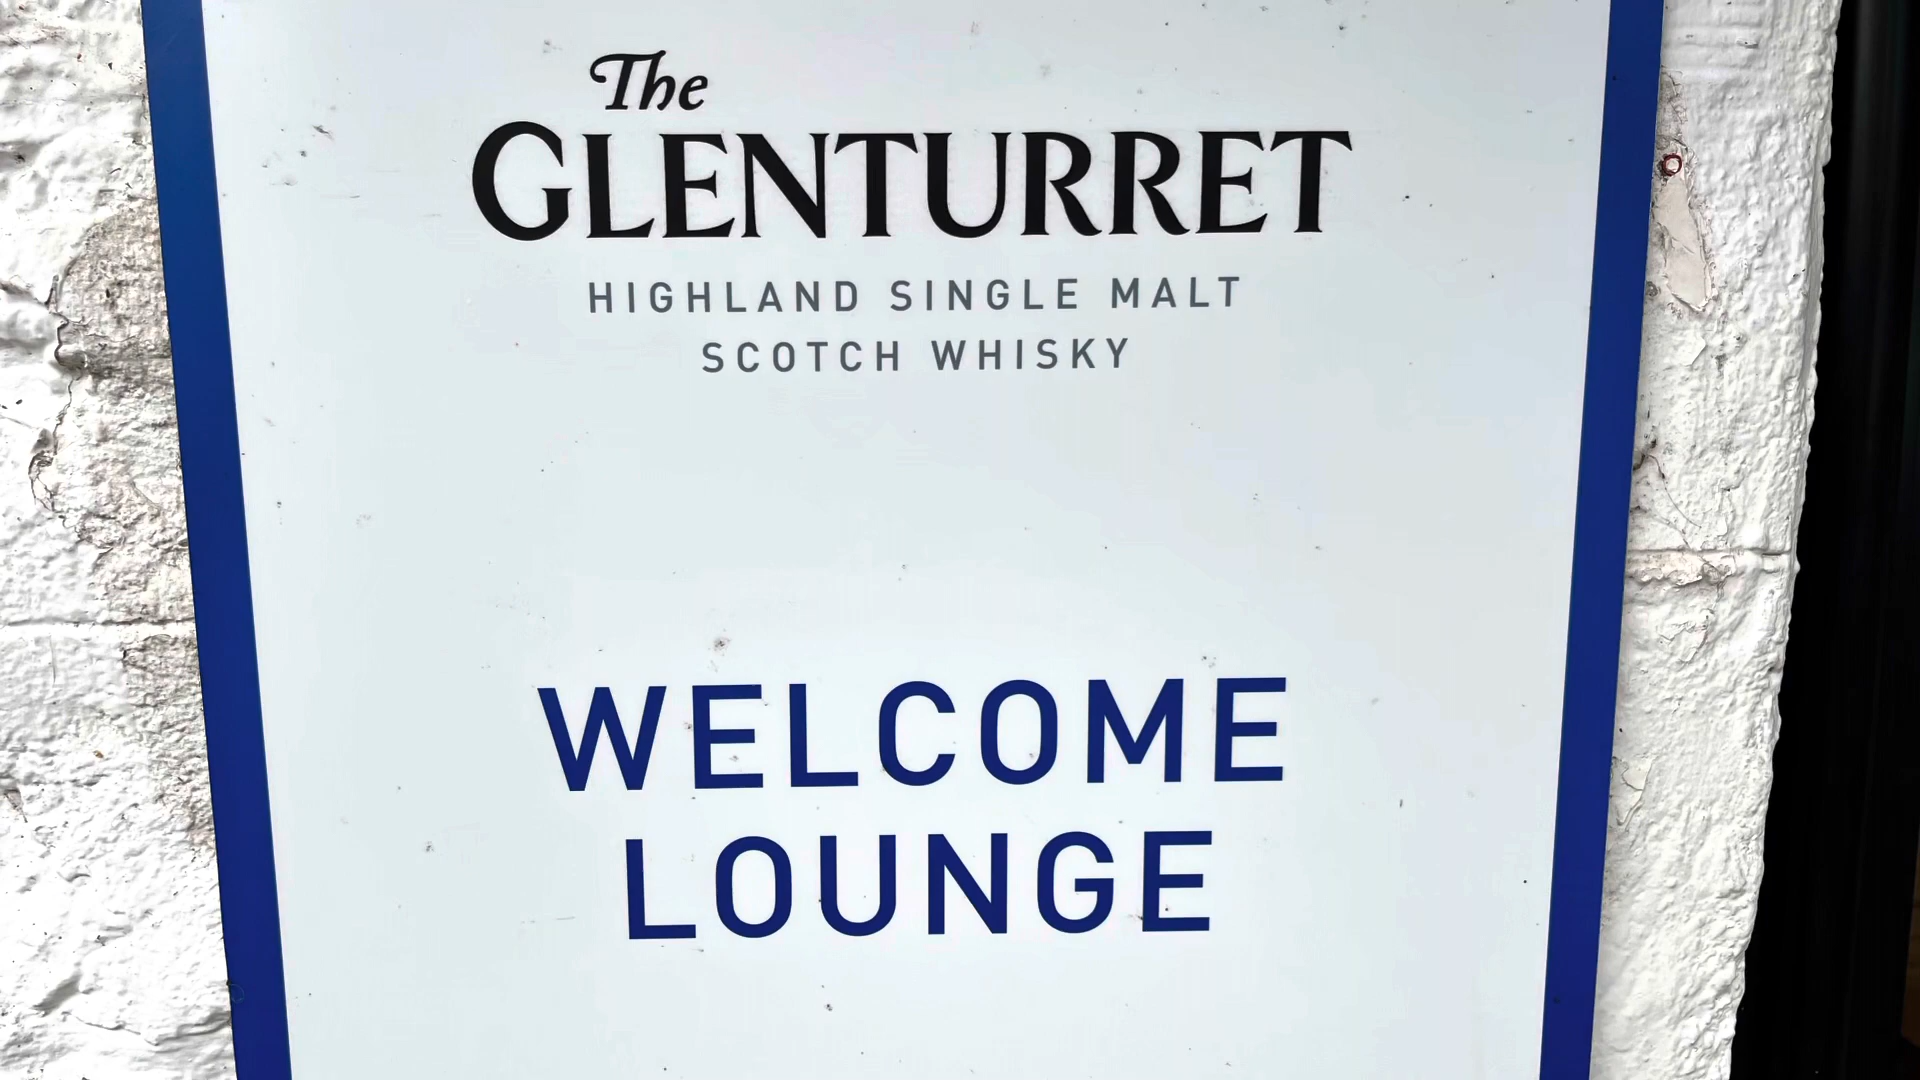 The
GLENTURRET
HIGHLAND SINGLE MALT
SCOTCH WHISKY
WELCOME
LOUNGE